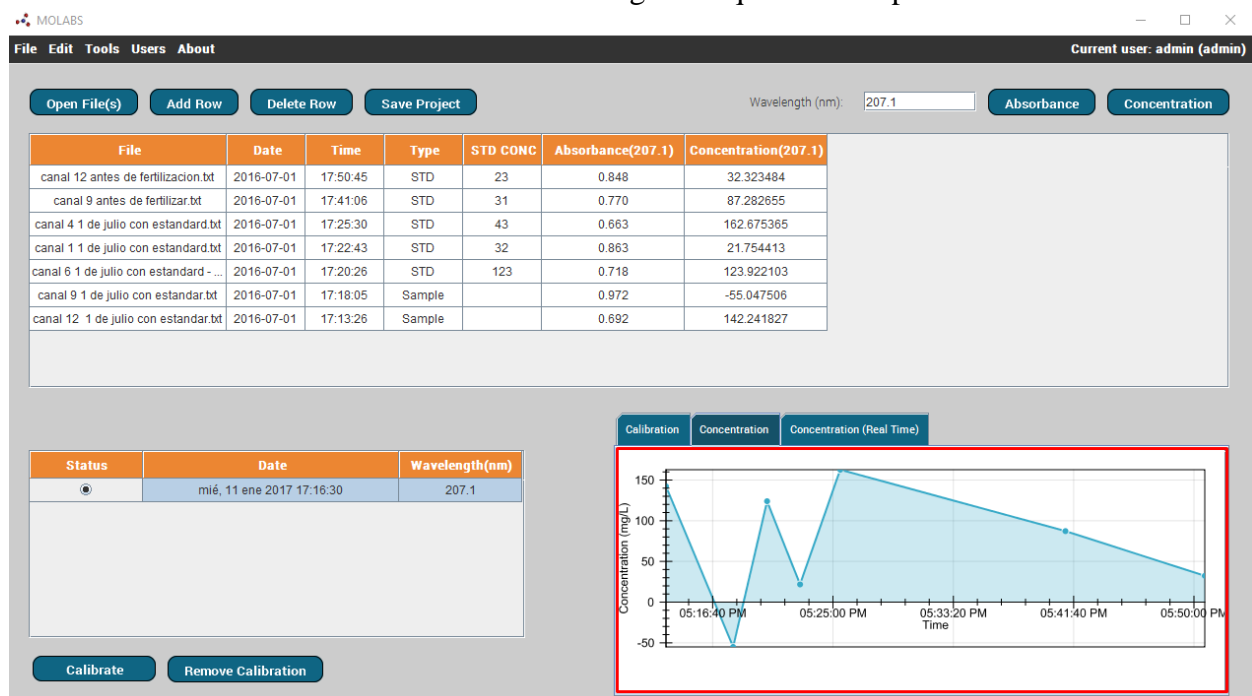 MOLABS
File Edit Tools Users About Current user: admin (admin)
Open File(s) Add Row Delete Row Save Project Wavelength (nm): 207.1 Absorbance Concentration
File Date Time Type STD CONC Absorbance(207.1) Concentration(207.1)
canal 12 antes de fertilizacion.txt 2016-07-01 17:50:45 STD 23 0.848 32.323484
canal 9 antes de fertilizar.txt 2016-07-01 17:41:06 STD 31 0.770 87.282655
canal 4 1 de julio con estandard.txt 2016-07-01 17:25:30 STD 43 0.663 162.675365
canal 1 1 de julio con estandard.txt 2016-07-01 17:22:43 STD 32 0.863 21.754413
canal 6 1 de julio con estandard - ... 2016-07-01 17:20:26 STD 123 0.718 123.922103
canal 9 1 de julio con estandar.txt 2016-07-01 17:18:05 Sample 0.972 -55.047506
canal 12 1 de julio con estandar.txt 2016-07-01 17:13:26 Sample 0.692 142.241827
Status Date Wavelength(nm)
mié, 11 ene 2017 17:16:30 207.1
Calibrate Remove Calibration
Calibration Concentration Concentration (Real Time)
Concentration (mg/L)
150
100
50
0
-50
05:16:40 PM 05:25:00 PM 05:33:20 PM 05:41:40 PM 05:50:00 PM
Time